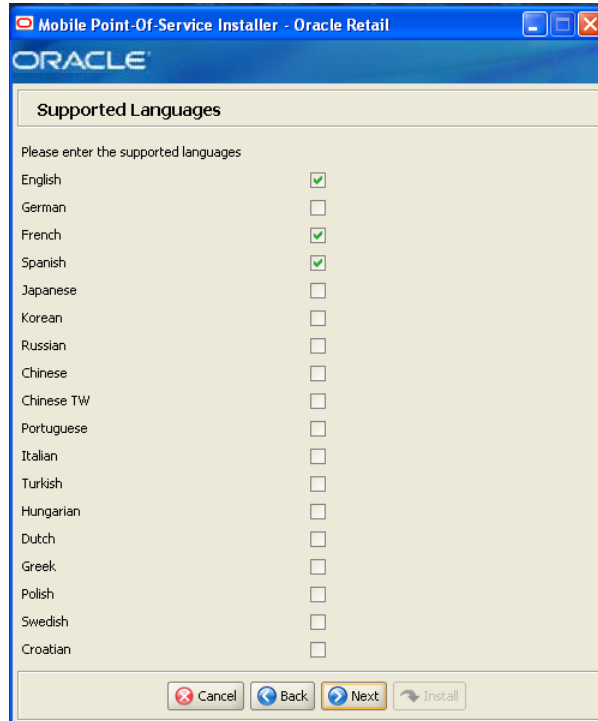 Mobile Point-Of-Service Installer - Oracle Retail
ORACLE
Supported Languages
Please enter the supported languages
English
German
French
Spanish
Japanese
Korean
Russian
Chinese
Chinese TW
Portuguese
Italian
Turkish
Hungarian
Dutch
Greek
Polish
Swedish
Croatian
Cancel Back Next Install